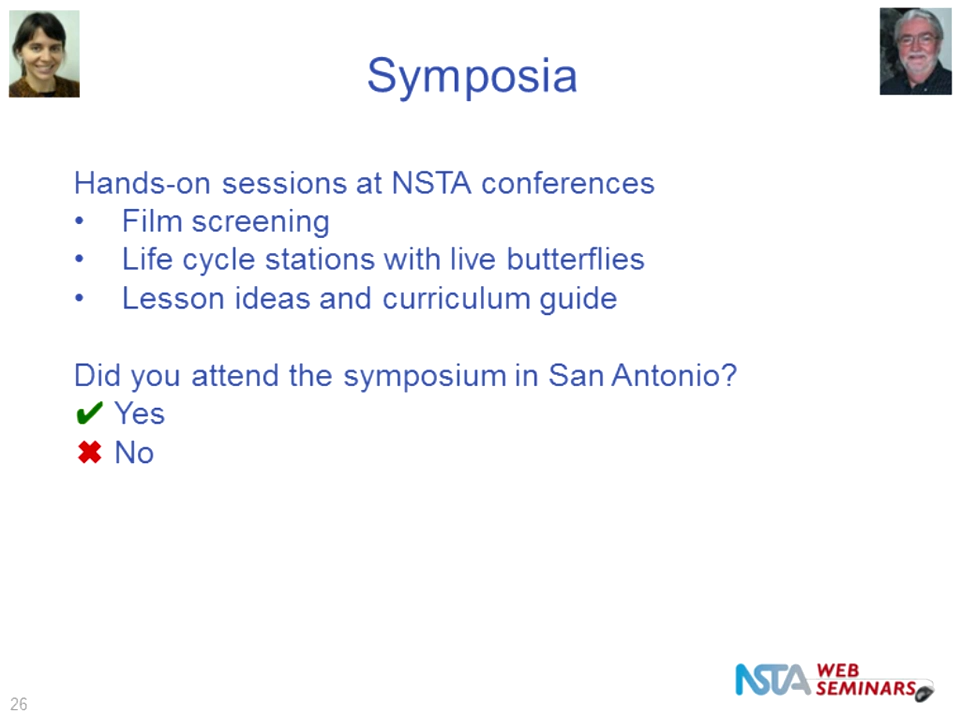 Symposia
Hands-on sessions at NSTA conferences
• Film screening
• Life cycle stations with live butterflies
• Lesson ideas and curriculum guide
Did you attend the symposium in San Antonio?
✔ Yes
✖ No
NSTA WEB
SEMINARS
26